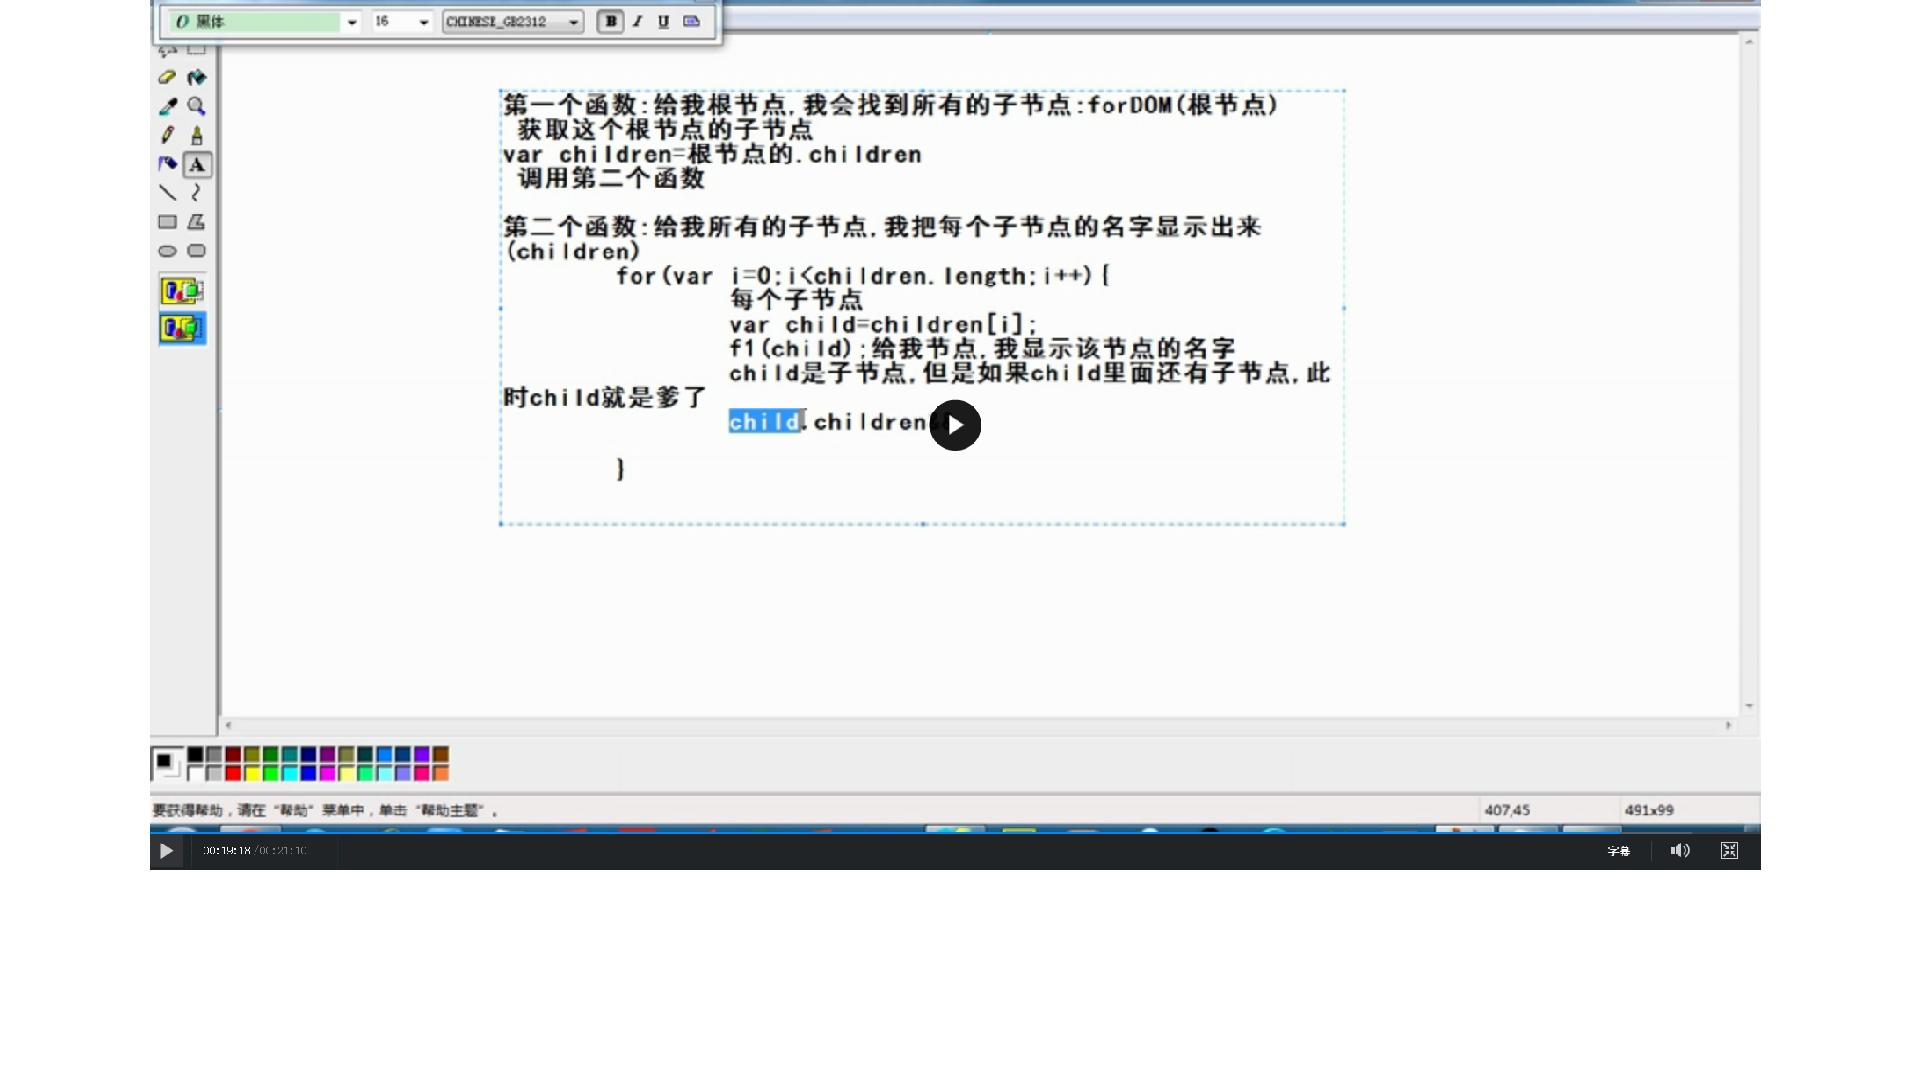 黑体
16
CHINESE_GB2312
B
I
U
第一个函数:给我根节点,我会找到所有的子节点:forDOM(根节点)
获取这个根节点的子节点
var children=根节点的.children
调用第二个函数
第二个函数:给我所有的子节点,我把每个子节点的名字显示出来
(children)
for(var i=0;i<children.length;i++){
每个子节点
var child=children[i];
f1(child);给我节点,我显示该节点的名字
child是子节点,但是如果child里面还有子节点,此
时child就是爹了
child.children
}
A
要获得帮助，请在“帮助”菜单中，单击“帮助主题”。
407,45
491x99
00:19:18/00:21:10
字幕